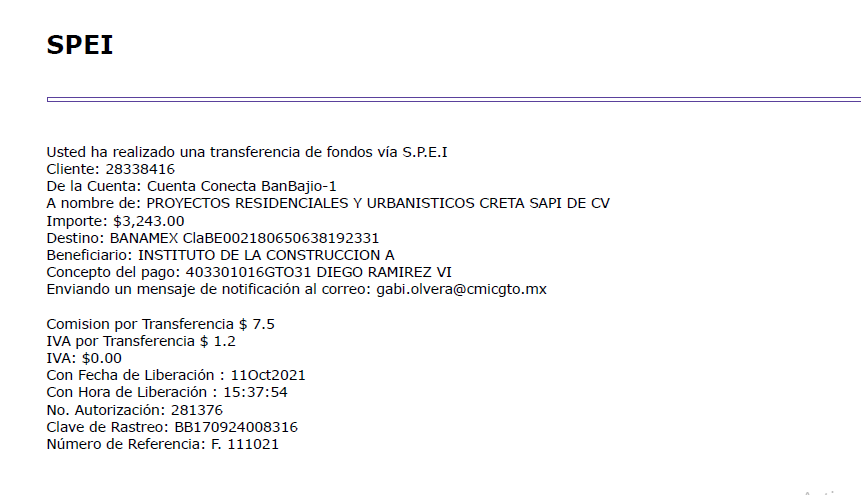 SPEI
Usted ha realizado una transferencia de fondos vía S.P.E.I
Cliente: 28338416
De la Cuenta: Cuenta Conecta BanBajio-1
A nombre de: PROYECTOS RESIDENCIALES Y URBANISTICOS CRETA SAPI DE CV
Importe: $3,243.00
Destino: BANAMEX ClaBE002180650638192331
Beneficiario: INSTITUTO DE LA CONSTRUCCION A
Concepto del pago: 403301016GTO31 DIEGO RAMIREZ VI
Enviando un mensaje de notificación al correo: gabi.olvera@cmicgto.mx
Comision por Transferencia $ 7.5
IVA por Transferencia $ 1.2
IVA: $0.00
Con Fecha de Liberación : 11Oct2021
Con Hora de Liberación : 15:37:54
No. Autorización: 281376
Clave de Rastreo: BB170924008316
Número de Referencia: F. 111021